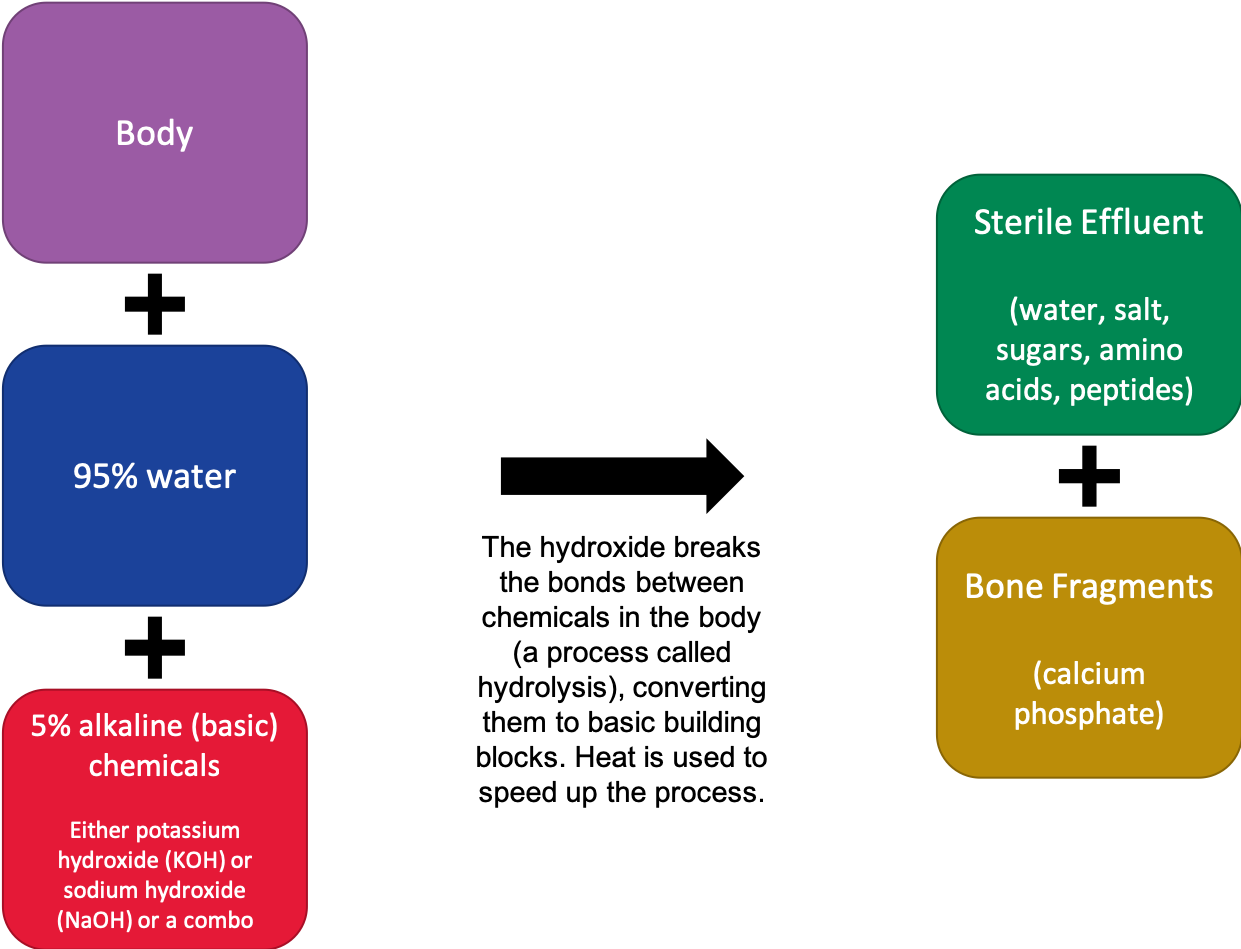 Body
95% water
5% alkaline (basic)
chemicals
Either potassium
hydroxide (KOH) or
sodium hydroxide
(NaOH) or a combo
The hydroxide breaks
the bonds between
chemicals in the body
(a process called
hydrolysis), converting
them to basic building
blocks. Heat is used to
speed up the process.
Sterile Effluent
(water, salt,
sugars, amino
acids, peptides)
Bone Fragments
(calcium
phosphate)